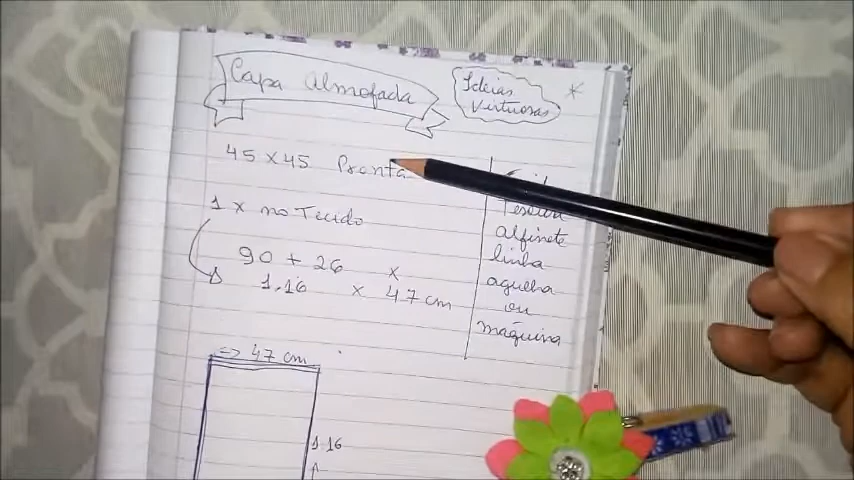 Capa Almofada
Ideias
Virtuosas
45 x 45 Pronta
1 x no Tecido
90 + 26
1.16 x 47 cm
x
alfinete
linha
agulha
ou
máquina
-> 47 cm
1.16